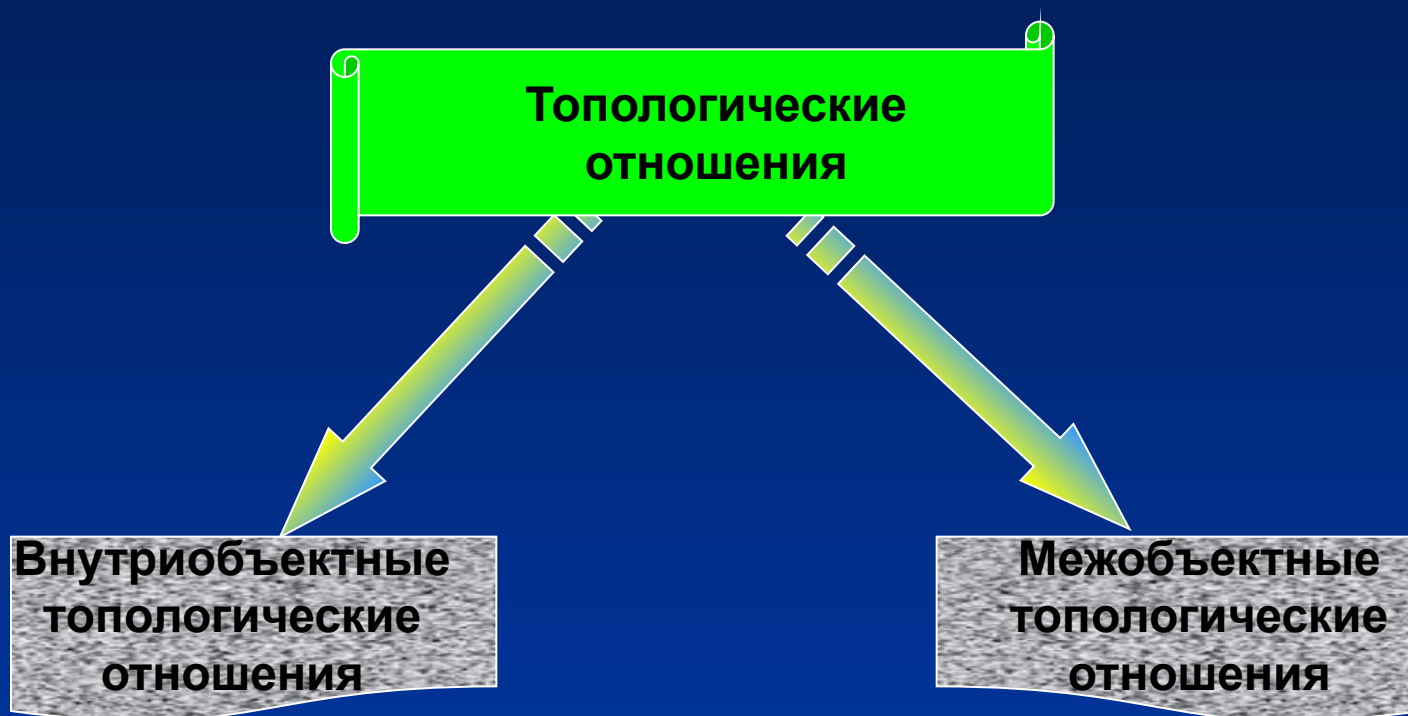 Топологические
отношения
Внутриобъектные
топологические
отношения
Межобъектные
топологические
отношения